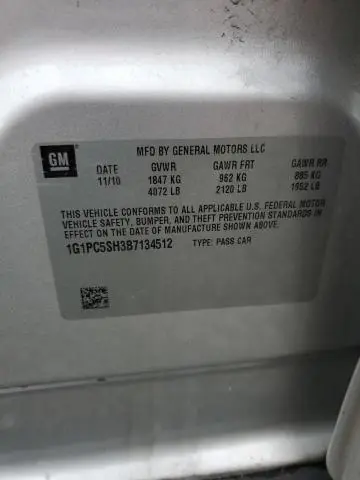 GM
MFD BY GENERAL MOTORS LLC
DATE GVWR GAWR FRT GAWR RR
11/10 1847 KG 962 KG 885 KG
4072 LB 2120 LB 1952 LB
THIS VEHICLE CONFORMS TO ALL APPLICABLE U.S. FEDERAL MOTOR
VEHICLE SAFETY, BUMPER, AND THEFT PREVENTION STANDARDS
IN EFFECT ON THE DATE OF MANUFACTURE SHOWN ABOVE.
1G1PC5SH3B7134512 TYPE: PASS CAR